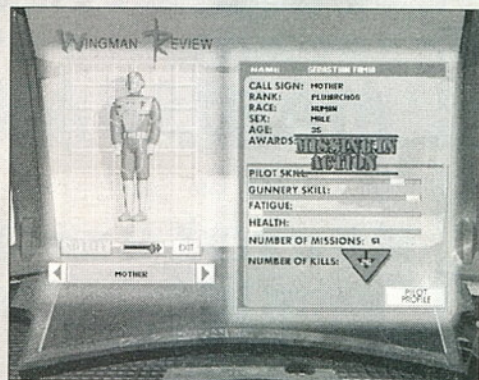 WINGMAN REVIEW
NAME: SEBASTIAN
CALL SIGN: MOTHER
RANK:
RACE: HUMAN
SEX: MALE
AGE: 35
AWARDS:
MISSING IN
ACTION
PILOT SKILL:
GUNNERY SKILL:
FATIGUE:
HEALTH:
NUMBER OF MISSIONS: 51
NUMBER OF KILLS:
EXIT
MOTHER
PILOT
PROFILE